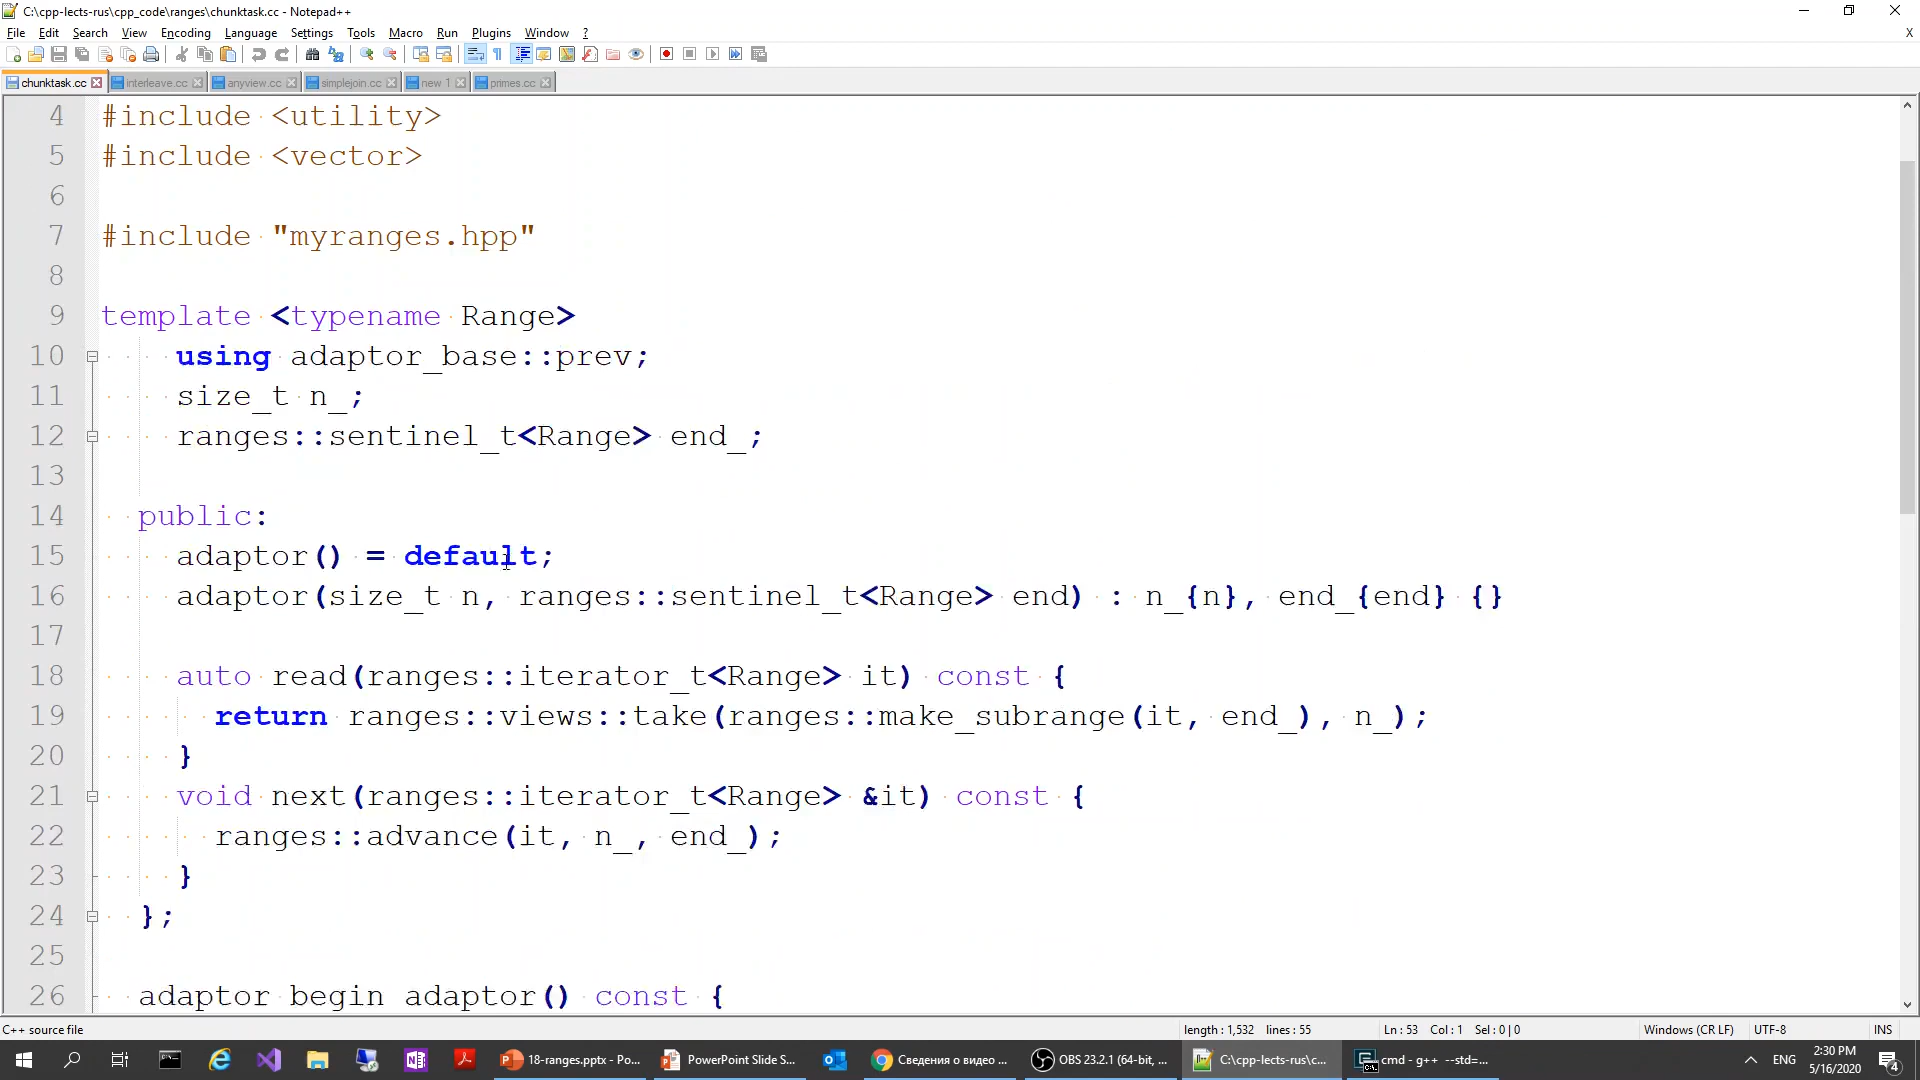 C:\cpp-lects-rus\cpp_code\ranges\chunktask.cc - Notepad++
File Edit Search View Encoding Language Settings Tools Macro Run Plugins Window ? X
chunktask.cc interleave.cc anyview.cc simplejoin.cc new 1 primes.cc
4 #include <utility>
5 #include <vector>
6
7 #include "myranges.hpp"
8
9 template <typename Range>
10 using adaptor_base::prev;
11 size_t n_;
12 ranges::sentinel_t<Range> end_;
13
14 public:
15 adaptor() = default;
16 adaptor(size_t n, ranges::sentinel_t<Range> end) : n_{n}, end_{end} {}
17
18 auto read(ranges::iterator_t<Range> it) const {
19 return ranges::views::take(ranges::make_subrange(it, end_), n_);
20 }
21 void next(ranges::iterator_t<Range> &it) const {
22 ranges::advance(it, n_, end_);
23 }
24 };
25
26 adaptor begin_adaptor() const {
C++ source file length : 1,532 lines : 55 Ln : 53 Col : 1 Sel : 0 | 0 Windows (CR LF) UTF-8 INS
18-ranges.pptx - Po... PowerPoint Slide S... Сведения о видео ... OBS 23.2.1 (64-bit, ... C:\cpp-lects-rus\c... cmd - g++ --std=... ENG 2:30 PM
5/16/2020 4